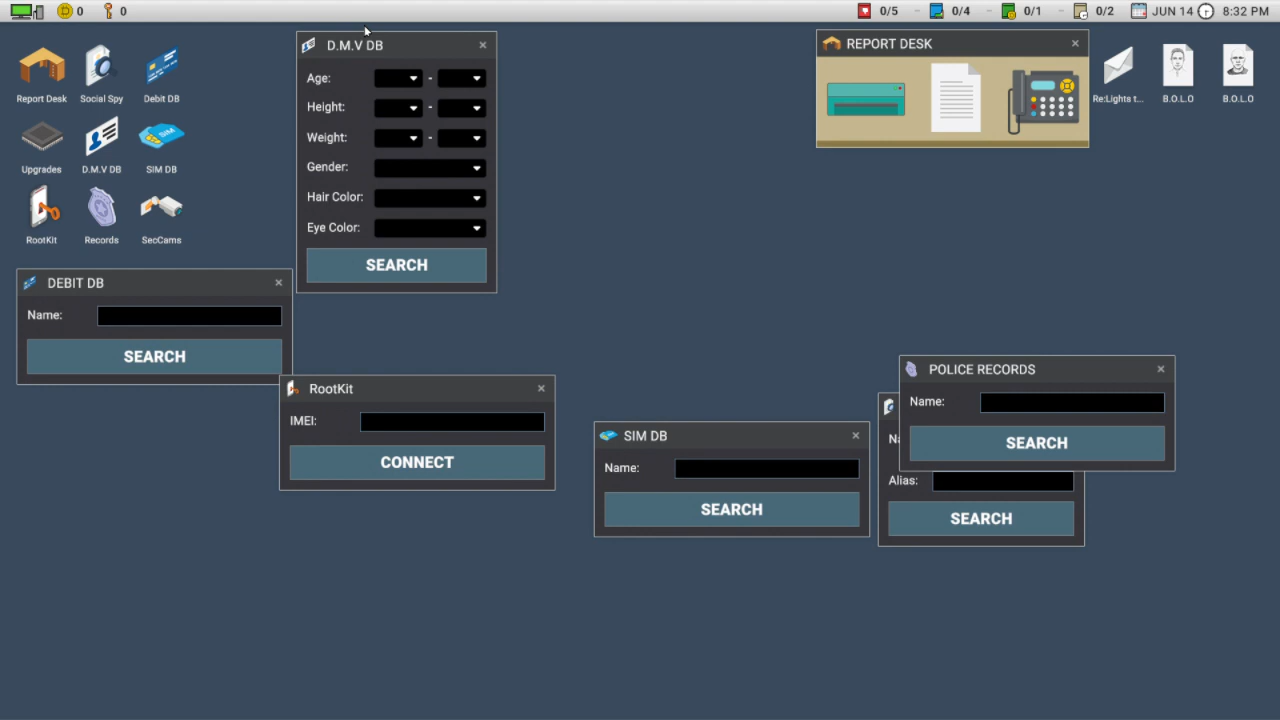 0
0
0/5
0/4
0/1
0/2
JUN 14
8:32 PM
Report Desk
Social Spy
Debit DB
Upgrades
D.M.V DB
SIM DB
RootKit
Records
SecCams
D.M.V DB
Age:
-
Height:
-
Weight:
-
Gender:
Hair Color:
Eye Color:
SEARCH
REPORT DESK
Re:Lights t...
B.O.L.O
B.O.L.O
DEBIT DB
Name:
SEARCH
RootKit
IMEI:
CONNECT
SIM DB
Name:
SEARCH
POLICE RECORDS
Name:
SEARCH
Na
Alias:
SEARCH